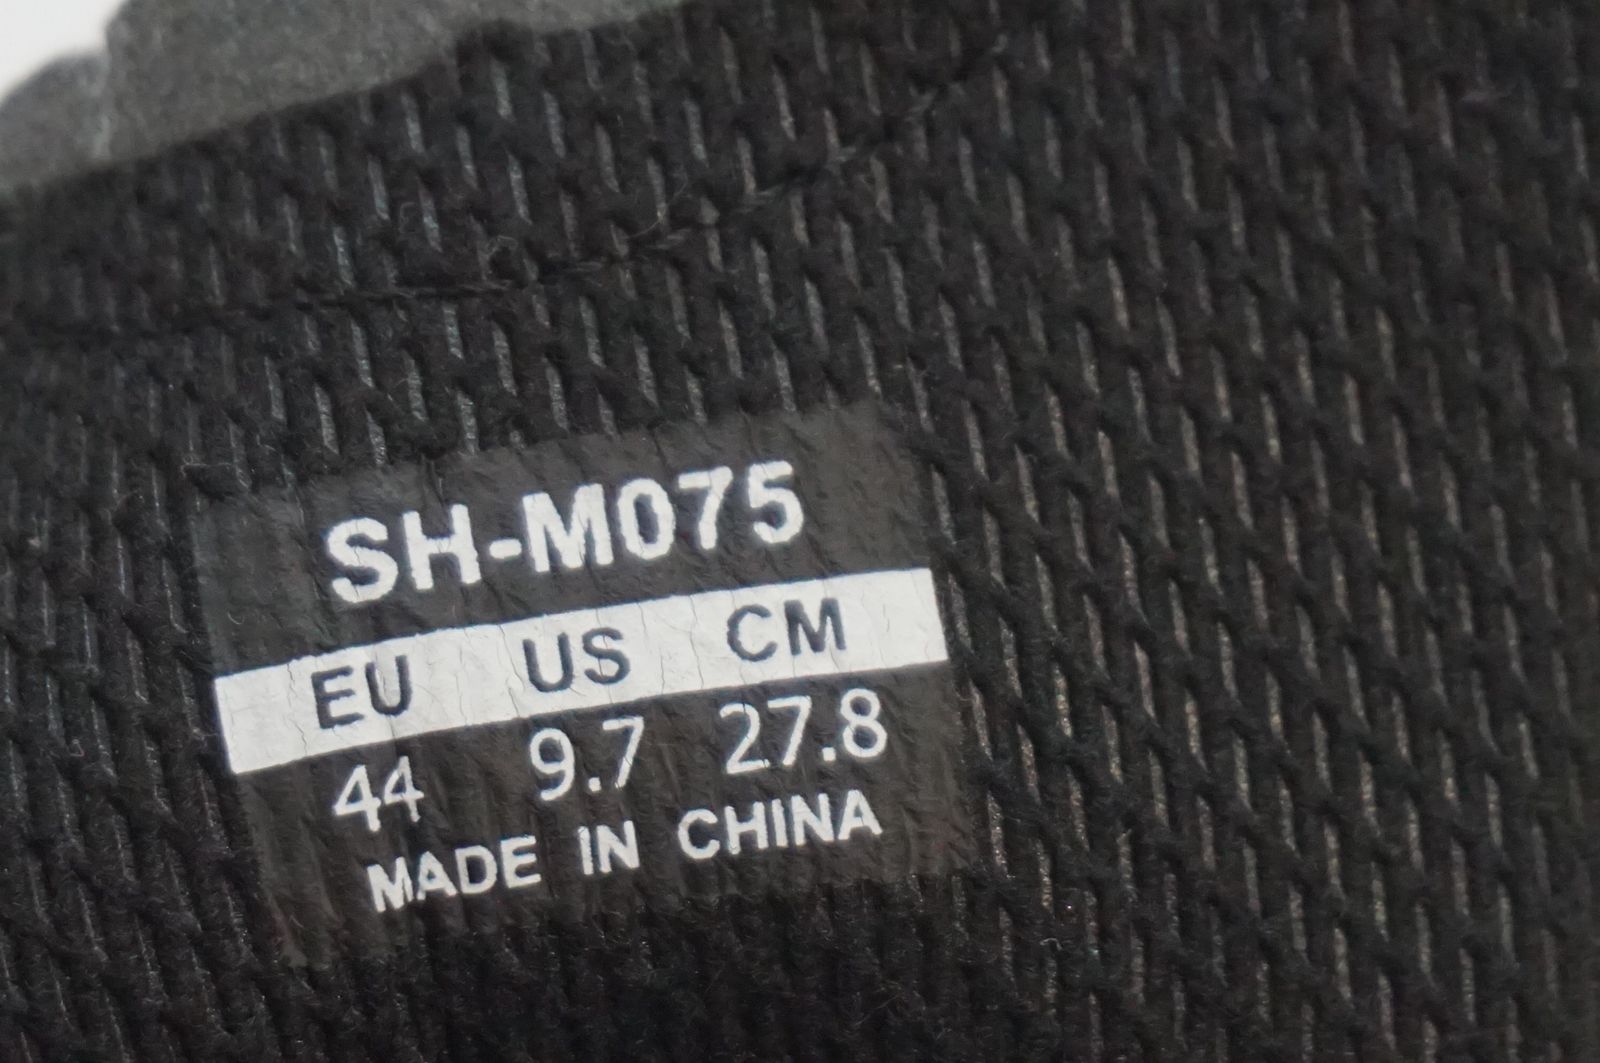 SH-M075
EU US CM
44 9.7 27.8
MADE IN CHINA